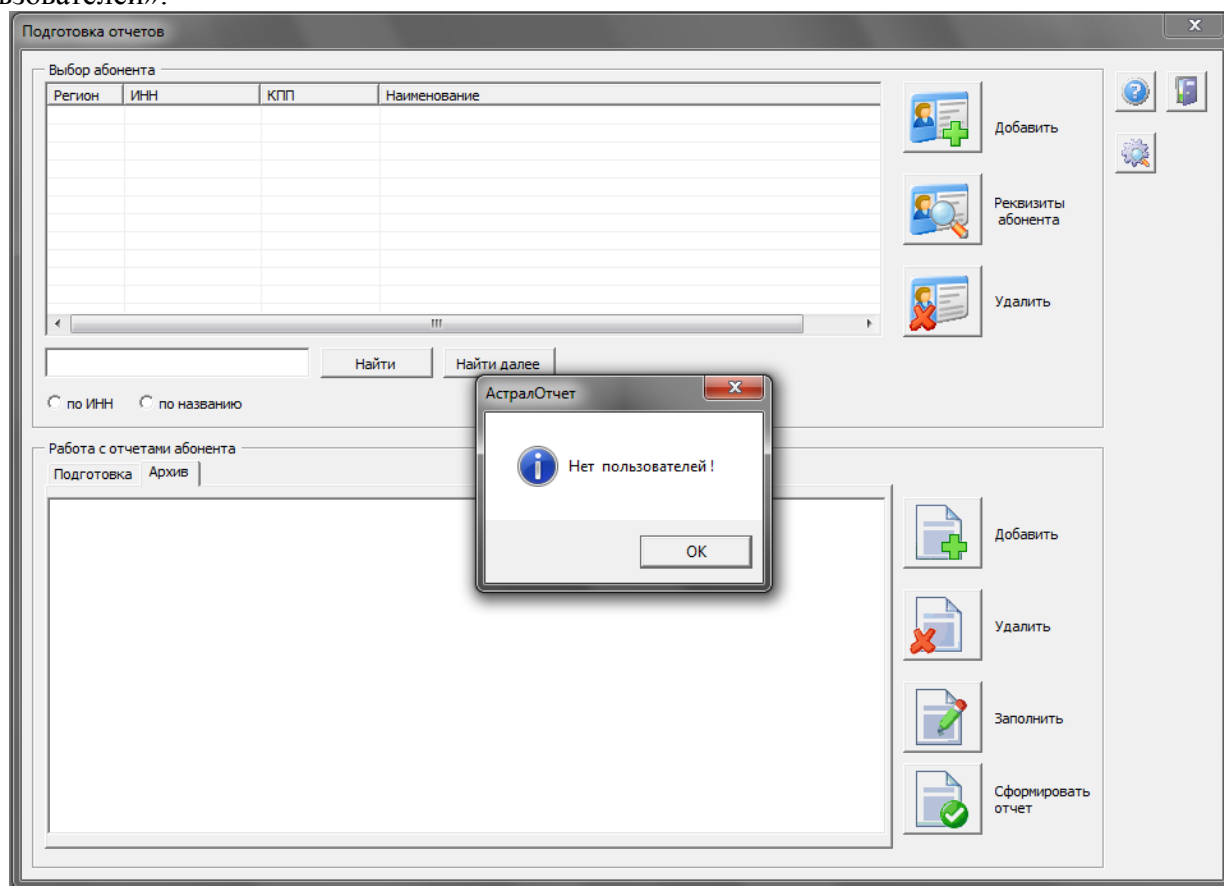 ьзователей».
Подготовка отчетов
x
Выбор абонента
Регион ИНН КПП Наименование
Добавить
Реквизиты
абонента
Удалить
Найти Найти далее
по ИНН по названию
АстралОтчет
x
Нет пользователей!
OK
Работа с отчетами абонента
Подготовка Архив
Добавить
Удалить
Заполнить
Сформировать
отчет